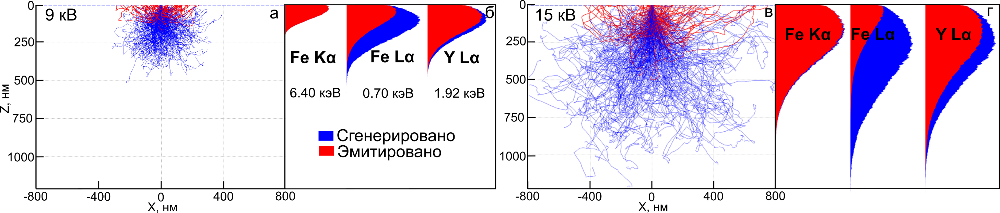 9 кВ
а
0
250
500
750
1000
Z, нм
-800
-400
0
400
800
X, нм
б
Fe Kα
Fe Lα
Y Lα
6.40 кэВ
0.70 кэВ
1.92 кэВ
Сгенерировано
Эмитировано
15 кВ
в
0
250
500
750
1000
-800
-400
0
400
800
X, нм
г
Fe Kα
Fe Lα
Y Lα